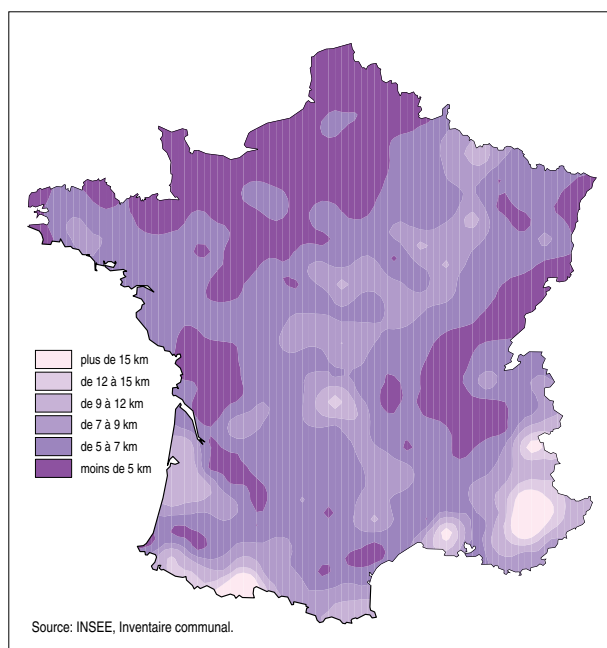 plus de 15 km
de 12 à 15 km
de 9 à 12 km
de 7 à 9 km
de 5 à 7 km
moins de 5 km
Source: INSEE, Inventaire communal.